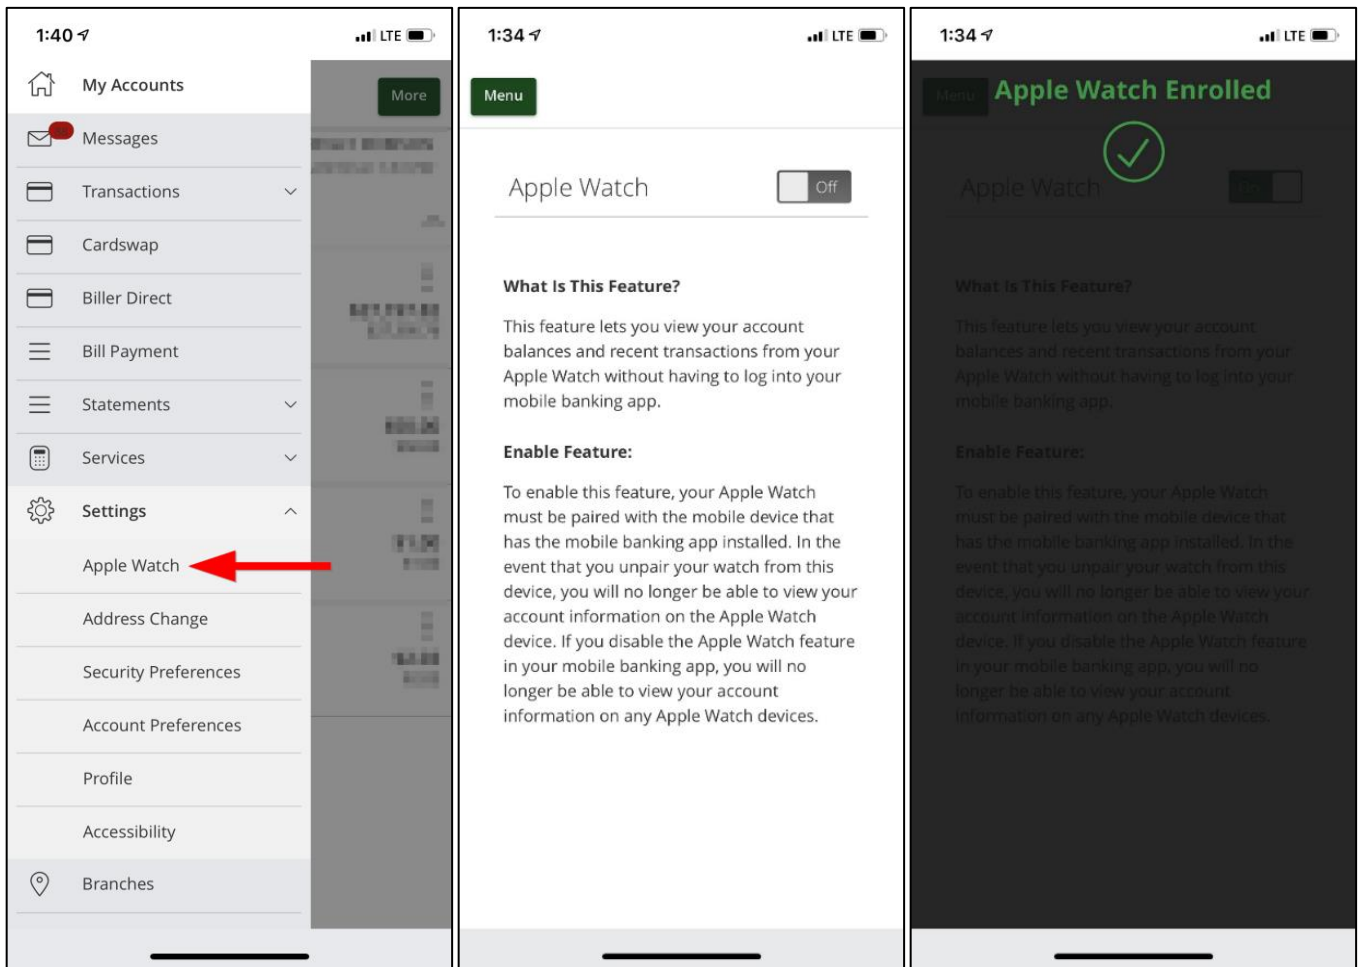 1:40
LTE
My Accounts
More
Messages
Transactions
Cardswap
Biller Direct
Bill Payment
Statements
Services
Settings
Apple Watch
Address Change
Security Preferences
Account Preferences
Profile
Accessibility
Branches
1:34
LTE
Menu
Apple Watch
Off
What Is This Feature?
This feature lets you view your account
balances and recent transactions from your
Apple Watch without having to log into your
mobile banking app.
Enable Feature:
To enable this feature, your Apple Watch
must be paired with the mobile device that
has the mobile banking app installed. In the
event that you unpair your watch from this
device, you will no longer be able to view your
account information on the Apple Watch
device. If you disable the Apple Watch feature
in your mobile banking app, you will no
longer be able to view your account
information on any Apple Watch devices.
1:34
LTE
Menu
Apple Watch Enrolled
Apple Watch
On
What Is This Feature?
This feature lets you view your account
balances and recent transactions from your
Apple Watch without having to log into your
mobile banking app.
Enable Feature:
To enable this feature, your Apple Watch
must be paired with the mobile device that
has the mobile banking app installed. In the
event that you unpair your watch from this
device, you will no longer be able to view your
account information on the Apple Watch
device. If you disable the Apple Watch feature
in your mobile banking app, you will no
longer be able to view your account
information on any Apple Watch devices.